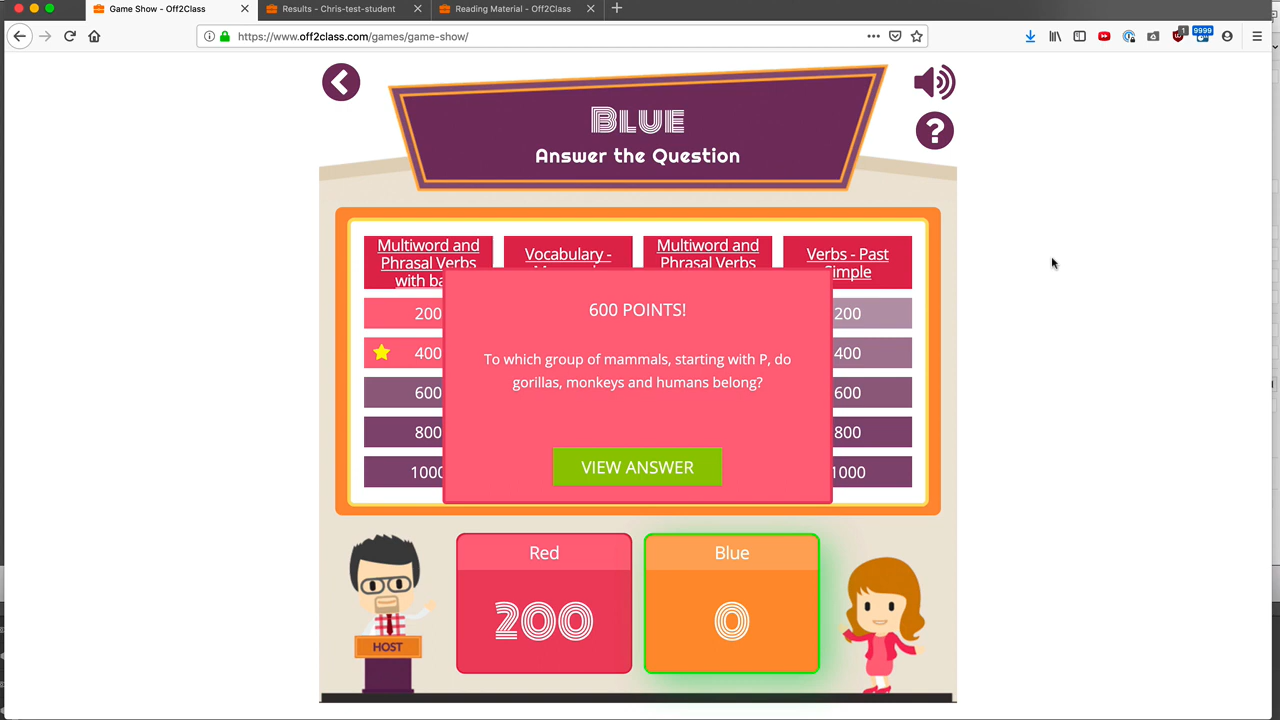 Game Show - Off2Class
Results - Chris-test-student
Reading Material - Off2Class
https://www.off2class.com/games/game-show/
1
9999
BLUE
Answer the Question
?
Multiword and
Phrasal Verbs
with ba
Vocabulary -
Multiword and
Phrasal Verbs
Verbs - Past
Simple
200
400
600
800
1000
200
400
600
800
1000
600 POINTS!
To which group of mammals, starting with P, do
gorillas, monkeys and humans belong?
VIEW ANSWER
HOST
Red
200
Blue
0